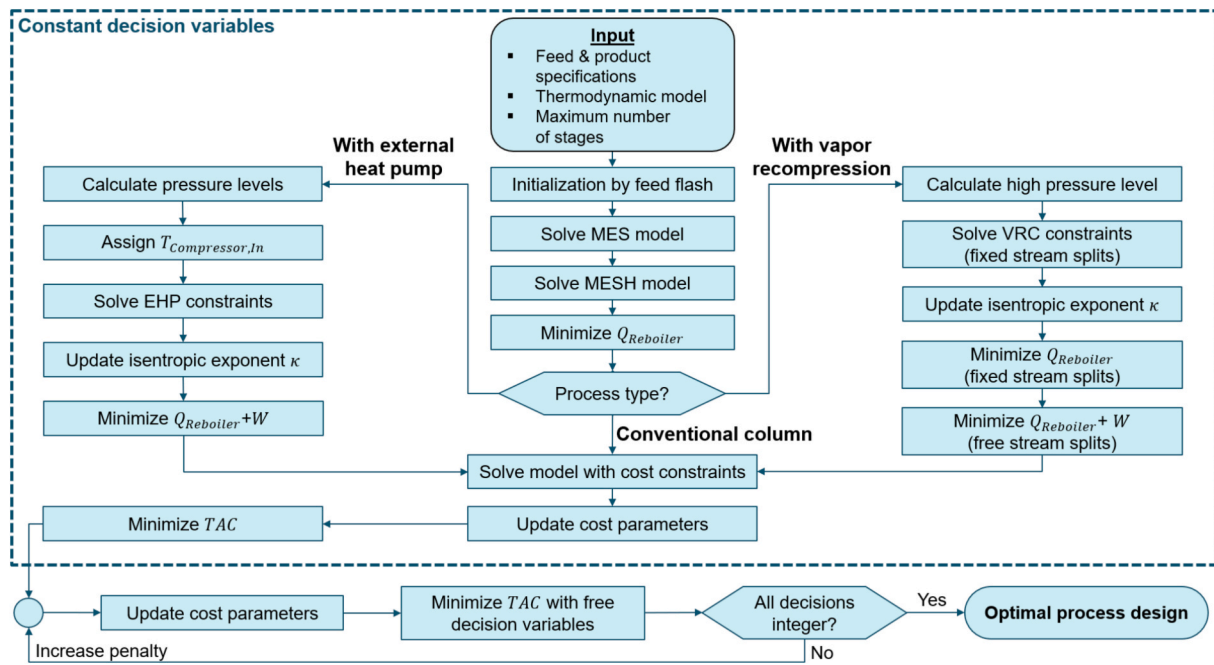 Constant decision variables
Input
▪ Feed & product
specifications
▪ Thermodynamic model
▪ Maximum number
of stages
With external
heat pump
With vapor
recompression
Calculate pressure levels
Assign T_{Compressor,In}
Solve EHP constraints
Update isentropic exponent κ
Minimize Q_{Reboiler}+W
Initialization by feed flash
Solve MES model
Solve MESH model
Minimize Q_{Reboiler}
Process type?
Conventional column
Calculate high pressure level
Solve VRC constraints
(fixed stream splits)
Update isentropic exponent κ
Minimize Q_{Reboiler}
(fixed stream splits)
Minimize Q_{Reboiler}+ W
(free stream splits)
Solve model with cost constraints
Update cost parameters
Minimize TAC
Update cost parameters
Minimize TAC with free
decision variables
All decisions
integer?
Yes
Optimal process design
No
Increase penalty